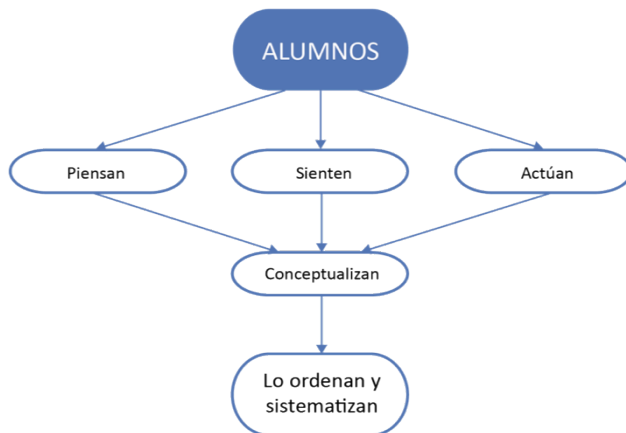 ALUMNOS
Piensan
Sienten
Actúan
Conceptualizan
Lo ordenan y
sistematizan